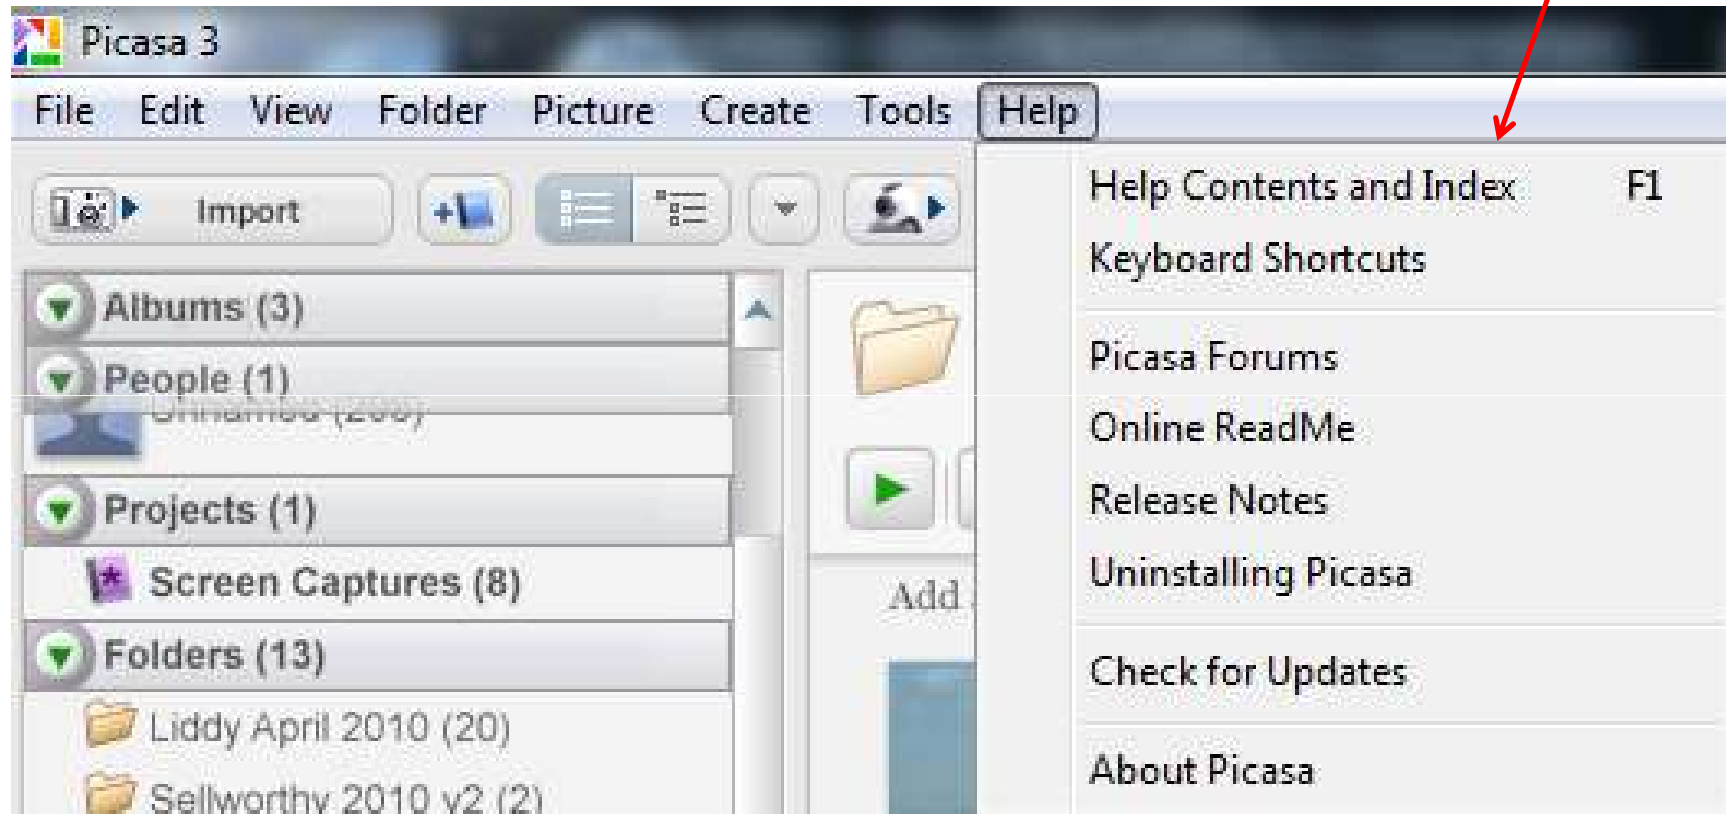 Picasa 3
File Edit View Folder Picture Create Tools Help
Import
Albums (3)
People (1)
Projects (1)
Screen Captures (8)
Folders (13)
Liddy April 2010 (20)
Sellworthy 2010 v2 (2)
Add
Help Contents and Index F1
Keyboard Shortcuts
Picasa Forums
Online ReadMe
Release Notes
Uninstalling Picasa
Check for Updates
About Picasa